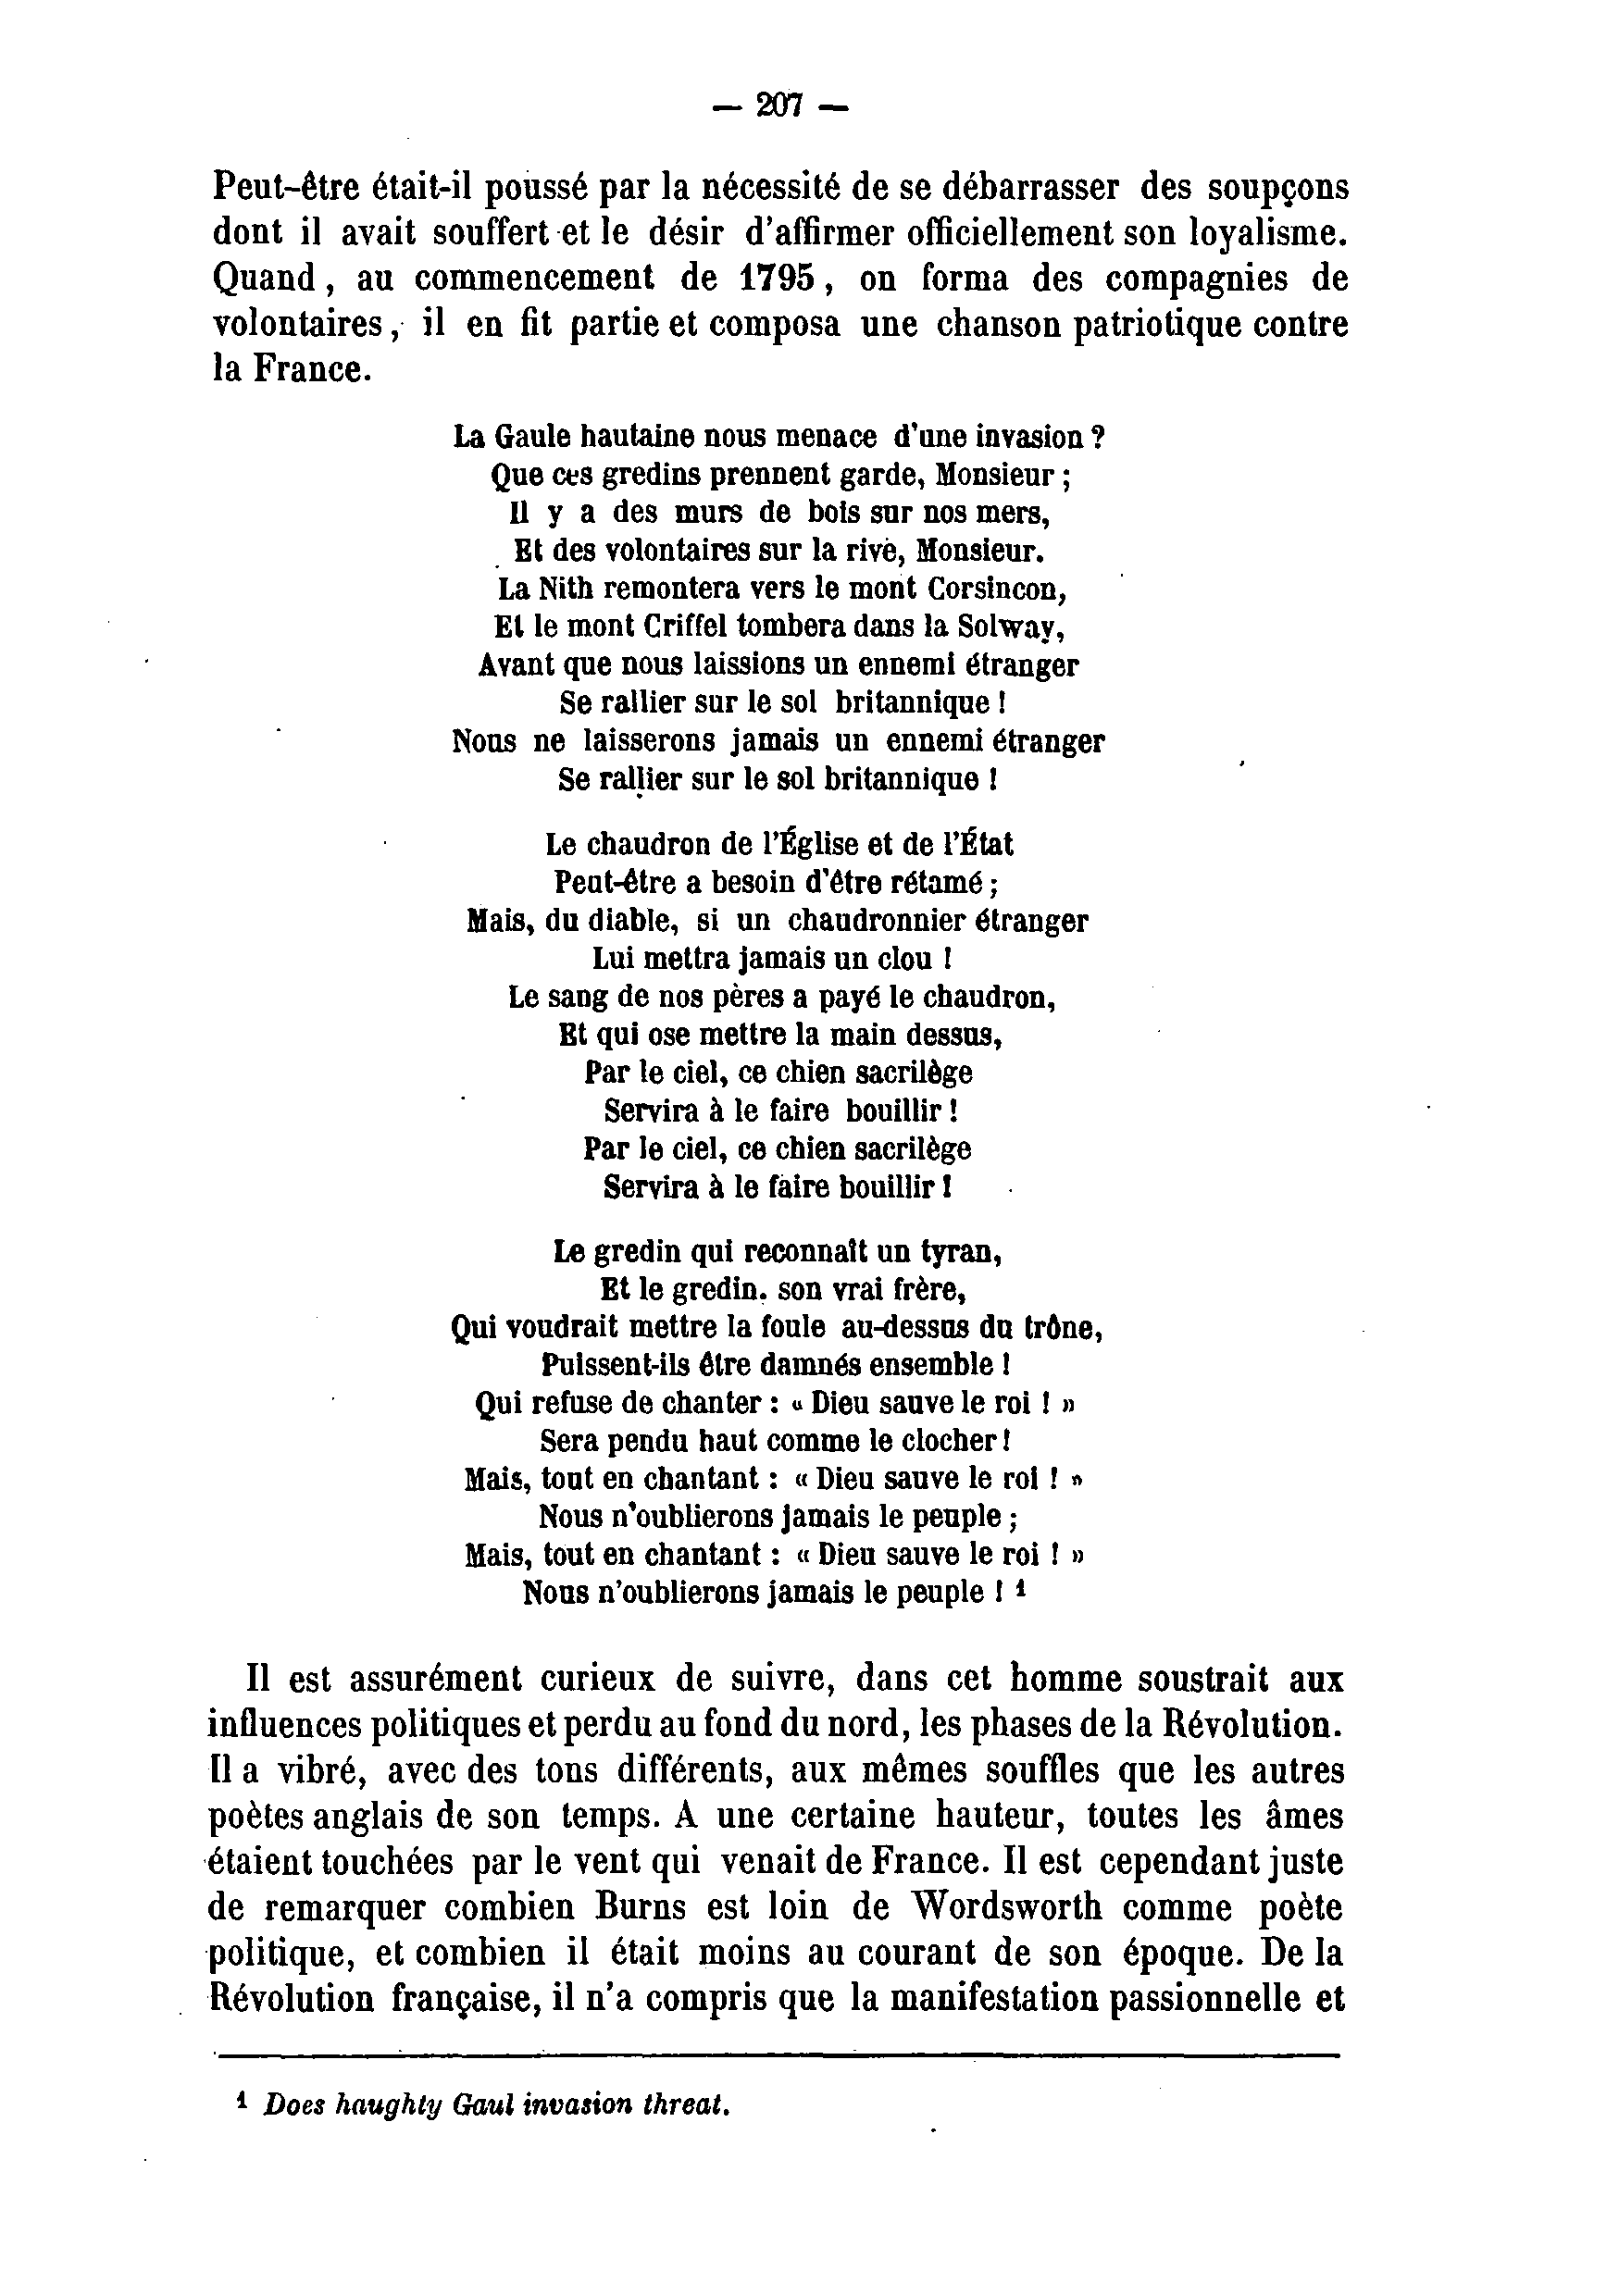 — 207 —
Peut-être était-il poussé par la nécessité de se débarrasser des soupçons
dont il avait souffert et le désir d'affirmer officiellement son loyalisme.
Quand, au commencement de 1795, on forma des compagnies de
volontaires, il en fit partie et composa une chanson patriotique contre
la France.
La Gaule hautaine nous menace d'une invasion ?
Que ces gredins prennent garde, Monsieur ;
Il y a des murs de bois sur nos mers,
Et des volontaires sur la rive, Monsieur.
La Nith remontera vers le mont Corsincon,
Et le mont Criffel tombera dans la Solway,
Avant que nous laissions un ennemi étranger
Se rallier sur le sol britannique !
Nous ne laisserons jamais un ennemi étranger
Se rallier sur le sol britannique !
Le chaudron de l'Église et de l'État
Peut-être a besoin d'être rétamé ;
Mais, du diable, si un chaudronnier étranger
Lui mettra jamais un clou !
Le sang de nos pères a payé le chaudron,
Et qui ose mettre la main dessus,
Par le ciel, ce chien sacrilège
Servira à le faire bouillir !
Par le ciel, ce chien sacrilège
Servira à le faire bouillir !
Le gredin qui reconnaît un tyran,
Et le gredin. son vrai frère,
Qui voudrait mettre la foule au-dessus du trône,
Puissent-ils être damnés ensemble !
Qui refuse de chanter : « Dieu sauve le roi ! »
Sera pendu haut comme le clocher !
Mais, tout en chantant : « Dieu sauve le roi ! »
Nous n'oublierons jamais le peuple ;
Mais, tout en chantant : « Dieu sauve le roi ! »
Nous n'oublierons jamais le peuple ! 1
Il est assurément curieux de suivre, dans cet homme soustrait aux
influences politiques et perdu au fond du nord, les phases de la Révolution.
Il a vibré, avec des tons différents, aux mêmes souffles que les autres
poètes anglais de son temps. A une certaine hauteur, toutes les âmes
étaient touchées par le vent qui venait de France. Il est cependant juste
de remarquer combien Burns est loin de Wordsworth comme poète
politique, et combien il était moins au courant de son époque. De la
Révolution française, il n'a compris que la manifestation passionnelle et
1 Does haughty Gaul invasion threat.